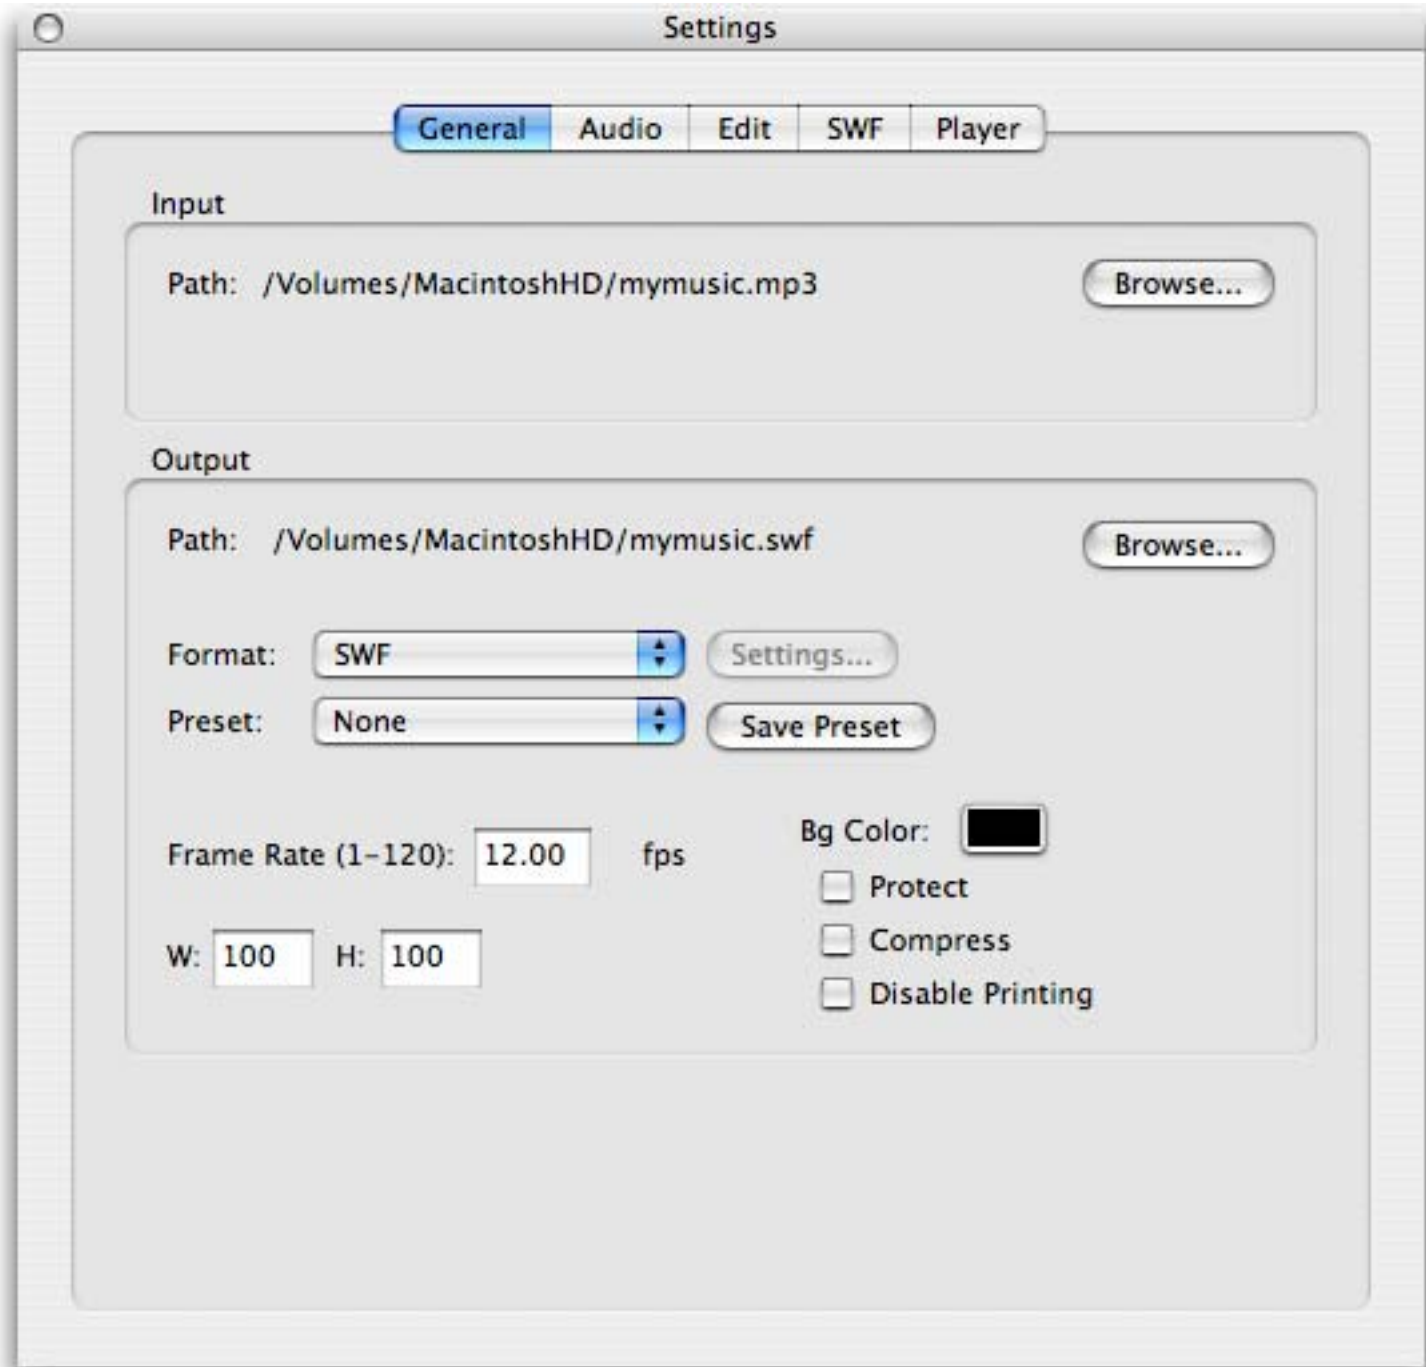 Settings
General Audio Edit SWF Player
Input
Path: /Volumes/MacintoshHD/mymusic.mp3 Browse...
Output
Path: /Volumes/MacintoshHD/mymusic.swf Browse...
Format: SWF Settings...
Preset: None Save Preset
Bg Color:
Frame Rate (1-120): 12.00 fps
Protect
Compress
W: 100 H: 100
Disable Printing